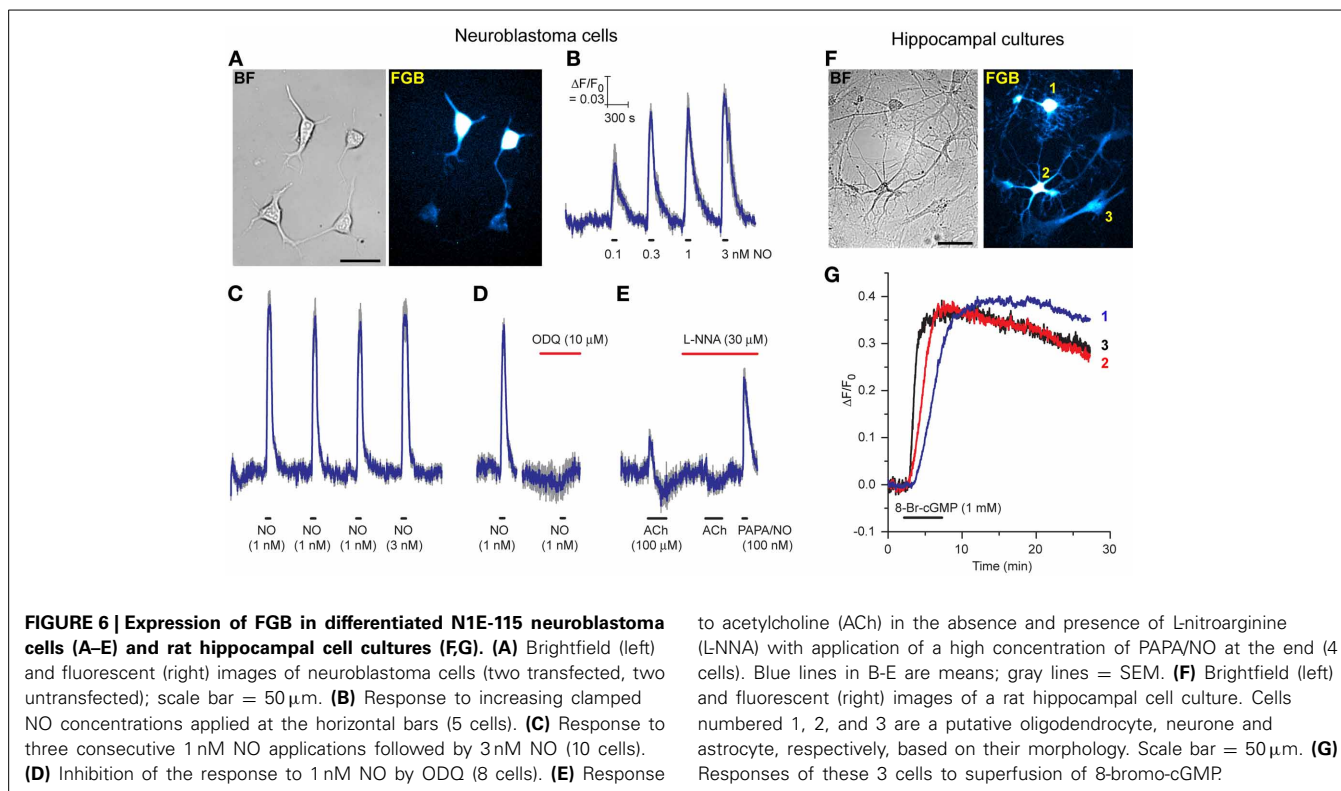 Neuroblastoma cells
Hippocampal cultures
A
BF
FGB
B
ΔF/F0
= 0.03
300 s
0.1 0.3 1 3 nM NO
C
NO NO NO NO
(1 nM) (1 nM) (1 nM) (3 nM)
D
ODQ (10 μM)
NO NO
(1 nM) (1 nM)
E
L-NNA (30 μM)
ACh ACh PAPA/NO
(100 μM) (100 nM)
F
BF
FGB
1
2
3
G
0.4
0.3
0.2
0.1
0.0
-0.1
ΔF/F0
1
3
2
8-Br-cGMP (1 mM)
0 10 20 30
Time (min)
FIGURE 6 | Expression of FGB in differentiated N1E-115 neuroblastoma
cells (A–E) and rat hippocampal cell cultures (F,G). (A) Brightfield (left)
and fluorescent (right) images of neuroblastoma cells (two transfected, two
untransfected); scale bar = 50 μm. (B) Response to increasing clamped
NO concentrations applied at the horizontal bars (5 cells). (C) Response to
three consecutive 1 nM NO applications followed by 3 nM NO (10 cells).
(D) Inhibition of the response to 1 nM NO by ODQ (8 cells). (E) Response
to acetylcholine (ACh) in the absence and presence of L-nitroarginine
(L-NNA) with application of a high concentration of PAPA/NO at the end (4
cells). Blue lines in B-E are means; gray lines = SEM. (F) Brightfield (left)
and fluorescent (right) images of a rat hippocampal cell culture. Cells
numbered 1, 2, and 3 are a putative oligodendrocyte, neurone and
astrocyte, respectively, based on their morphology. Scale bar = 50 μm. (G)
Responses of these 3 cells to superfusion of 8-bromo-cGMP.